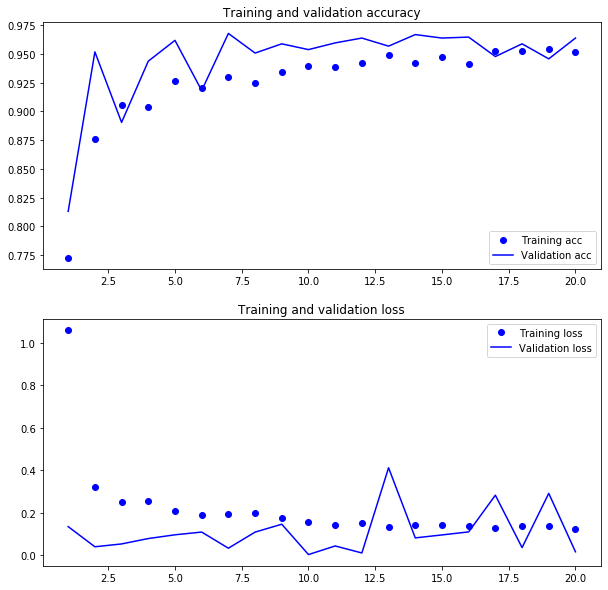 Training and validation accuracy
0.975
0.950
0.925
0.900
0.875
0.850
0.825
0.800
0.775
Training acc
Validation acc
2.5 5.0 7.5 10.0 12.5 15.0 17.5 20.0
Training and validation loss
1.0
0.8
0.6
0.4
0.2
0.0
Training loss
Validation loss
2.5 5.0 7.5 10.0 12.5 15.0 17.5 20.0